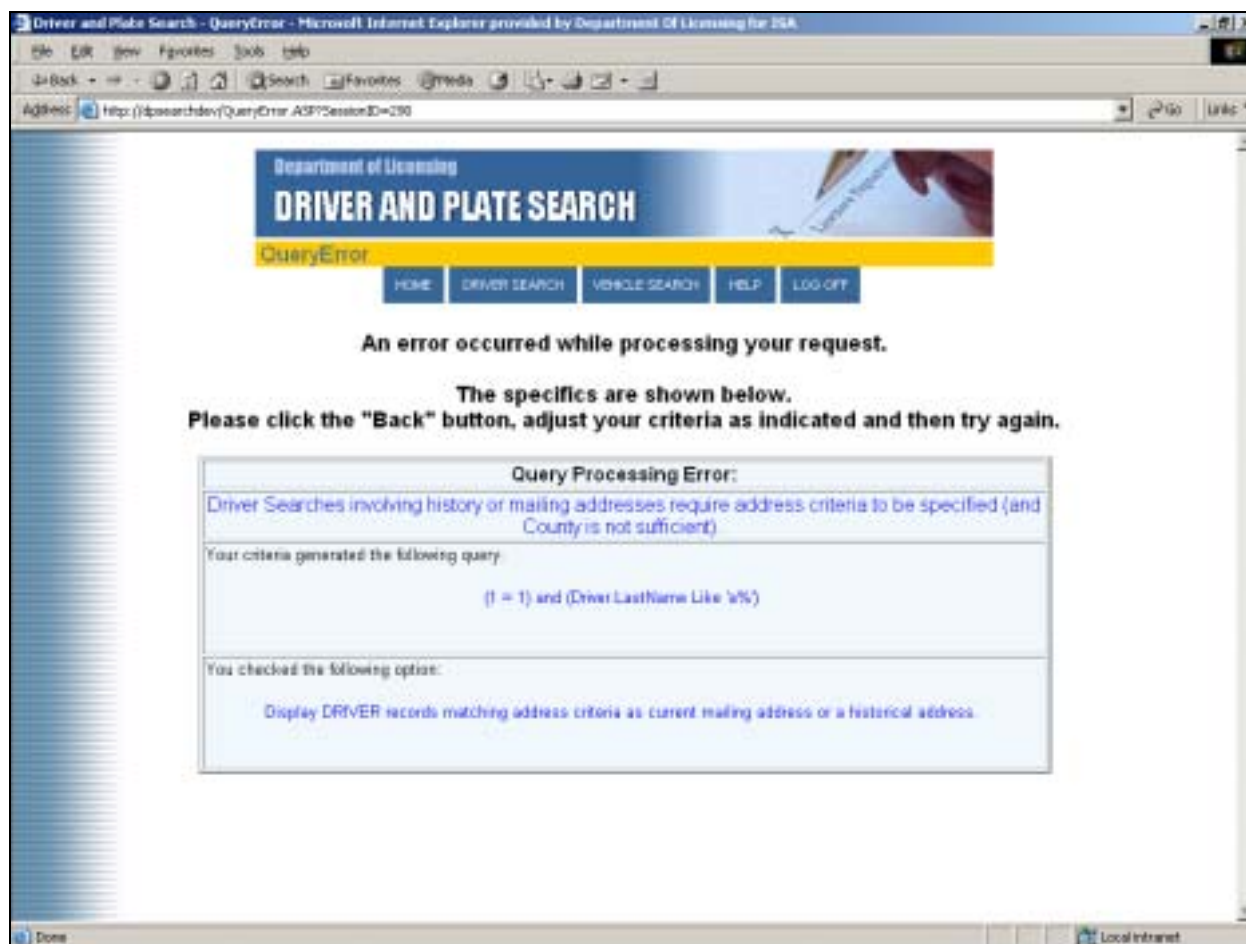 Driver and Plate Search - QueryError - Microsoft Internet Explorer provided by Department Of Licensing for ISA
File Edit View Favorites Tools Help
Back Search Favorites Media
Address http://dpsearchdev/QueryError.ASP?SessionID=290 Go Links
Department of Licensing
DRIVER AND PLATE SEARCH
QueryError
HOME DRIVER SEARCH VEHICLE SEARCH HELP LOG OFF
An error occurred while processing your request.
The specifics are shown below.
Please click the "Back" button, adjust your criteria as indicated and then try again.
Query Processing Error:
Driver Searches involving history or mailing addresses require address criteria to be specified (and
County is not sufficient)
Your criteria generated the following query:
(1 = 1) and (Driver.LastName Like 'a%')
You checked the following option:
Display DRIVER records matching address criteria as current mailing address or a historical address.
Done Local intranet